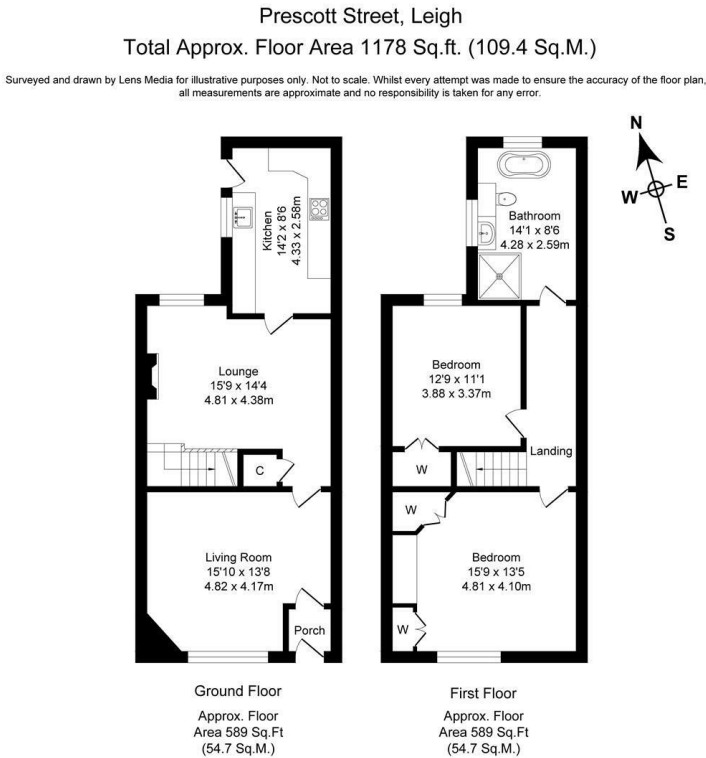 Prescott Street, Leigh
Total Approx. Floor Area 1178 Sq.ft. (109.4 Sq.M.)
Surveyed and drawn by Lens Media for illustrative purposes only. Not to scale. Whilst every attempt was made to ensure the accuracy of the floor plan,
all measurements are approximate and no responsibility is taken for any error.
N
W
E
S
Kitchen
14'2 x 8'6
4.33 x 2.58m
Lounge
15'9 x 14'4
4.81 x 4.38m
C
Living Room
15'10 x 13'8
4.82 x 4.17m
Porch
Bathroom
14'1 x 8'6
4.28 x 2.59m
Bedroom
12'9 x 11'1
3.88 x 3.37m
Landing
W
W
Bedroom
15'9 x 13'5
4.81 x 4.10m
W
Ground Floor
Approx. Floor
Area 589 Sq.Ft
(54.7 Sq.M.)
First Floor
Approx. Floor
Area 589 Sq.Ft
(54.7 Sq.M.)